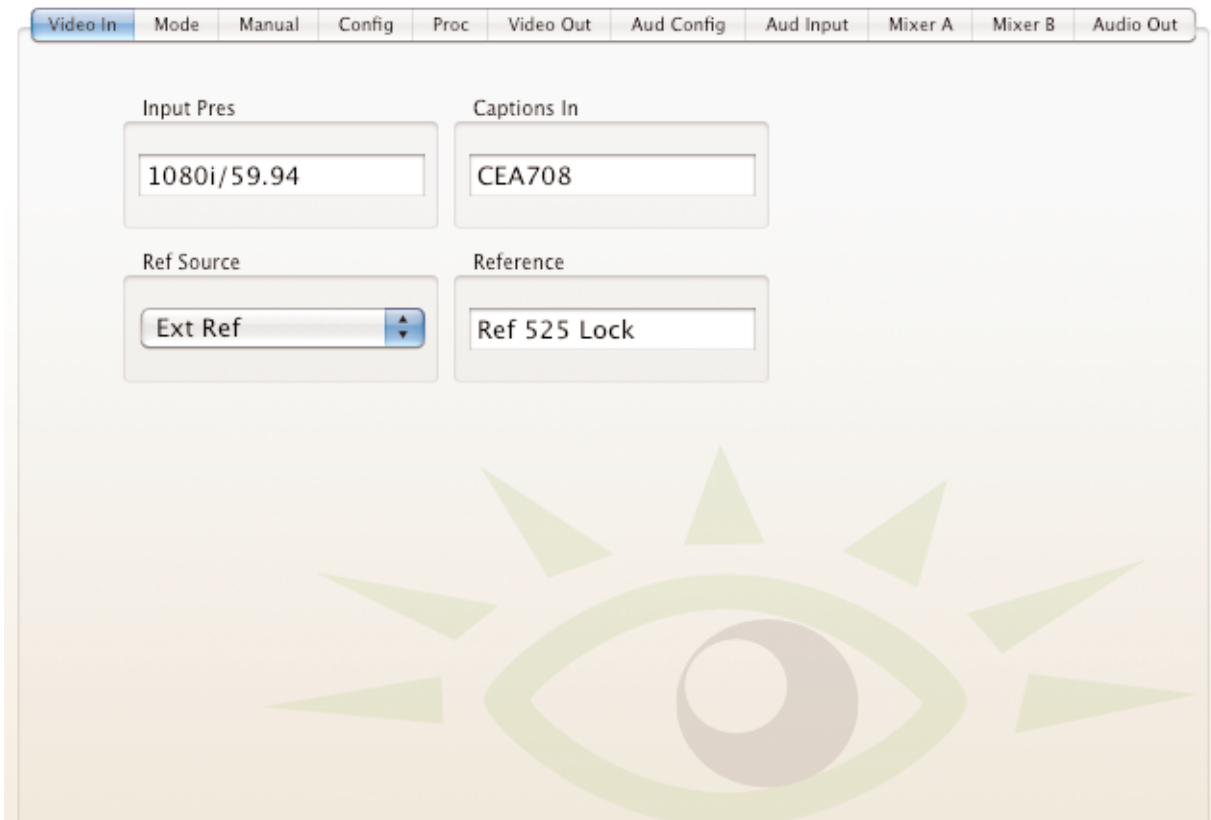 Video In Mode Manual Config Proc Video Out Aud Config Aud Input Mixer A Mixer B Audio Out
Input Pres Captions In
1080i/59.94 CEA708
Ref Source Reference
Ext Ref Ref 525 Lock